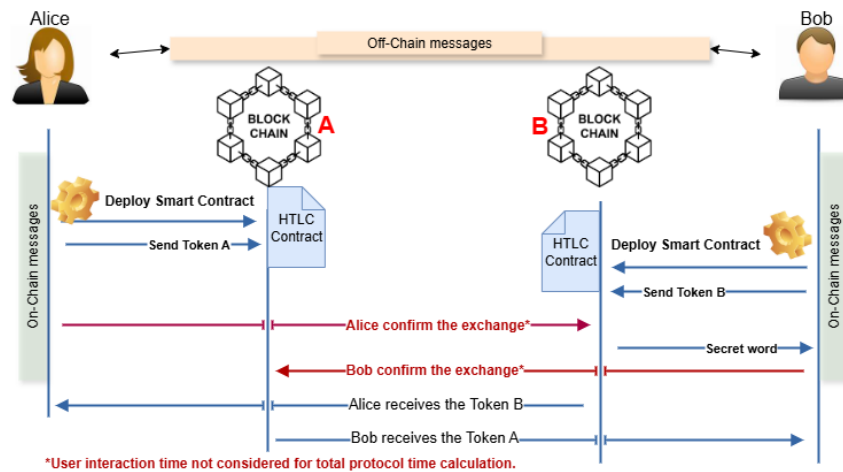 Alice
Bob
Off-Chain messages
BLOCK
CHAIN
A
B
BLOCK
CHAIN
On-Chain messages
Deploy Smart Contract
Send Token A
HTLC
Contract
HTLC
Contract
Deploy Smart Contract
Send Token B
On-Chain messages
Alice confirm the exchange*
Secret word
Bob confirm the exchange*
Alice receives the Token B
Bob receives the Token A
*User interaction time not considered for total protocol time calculation.